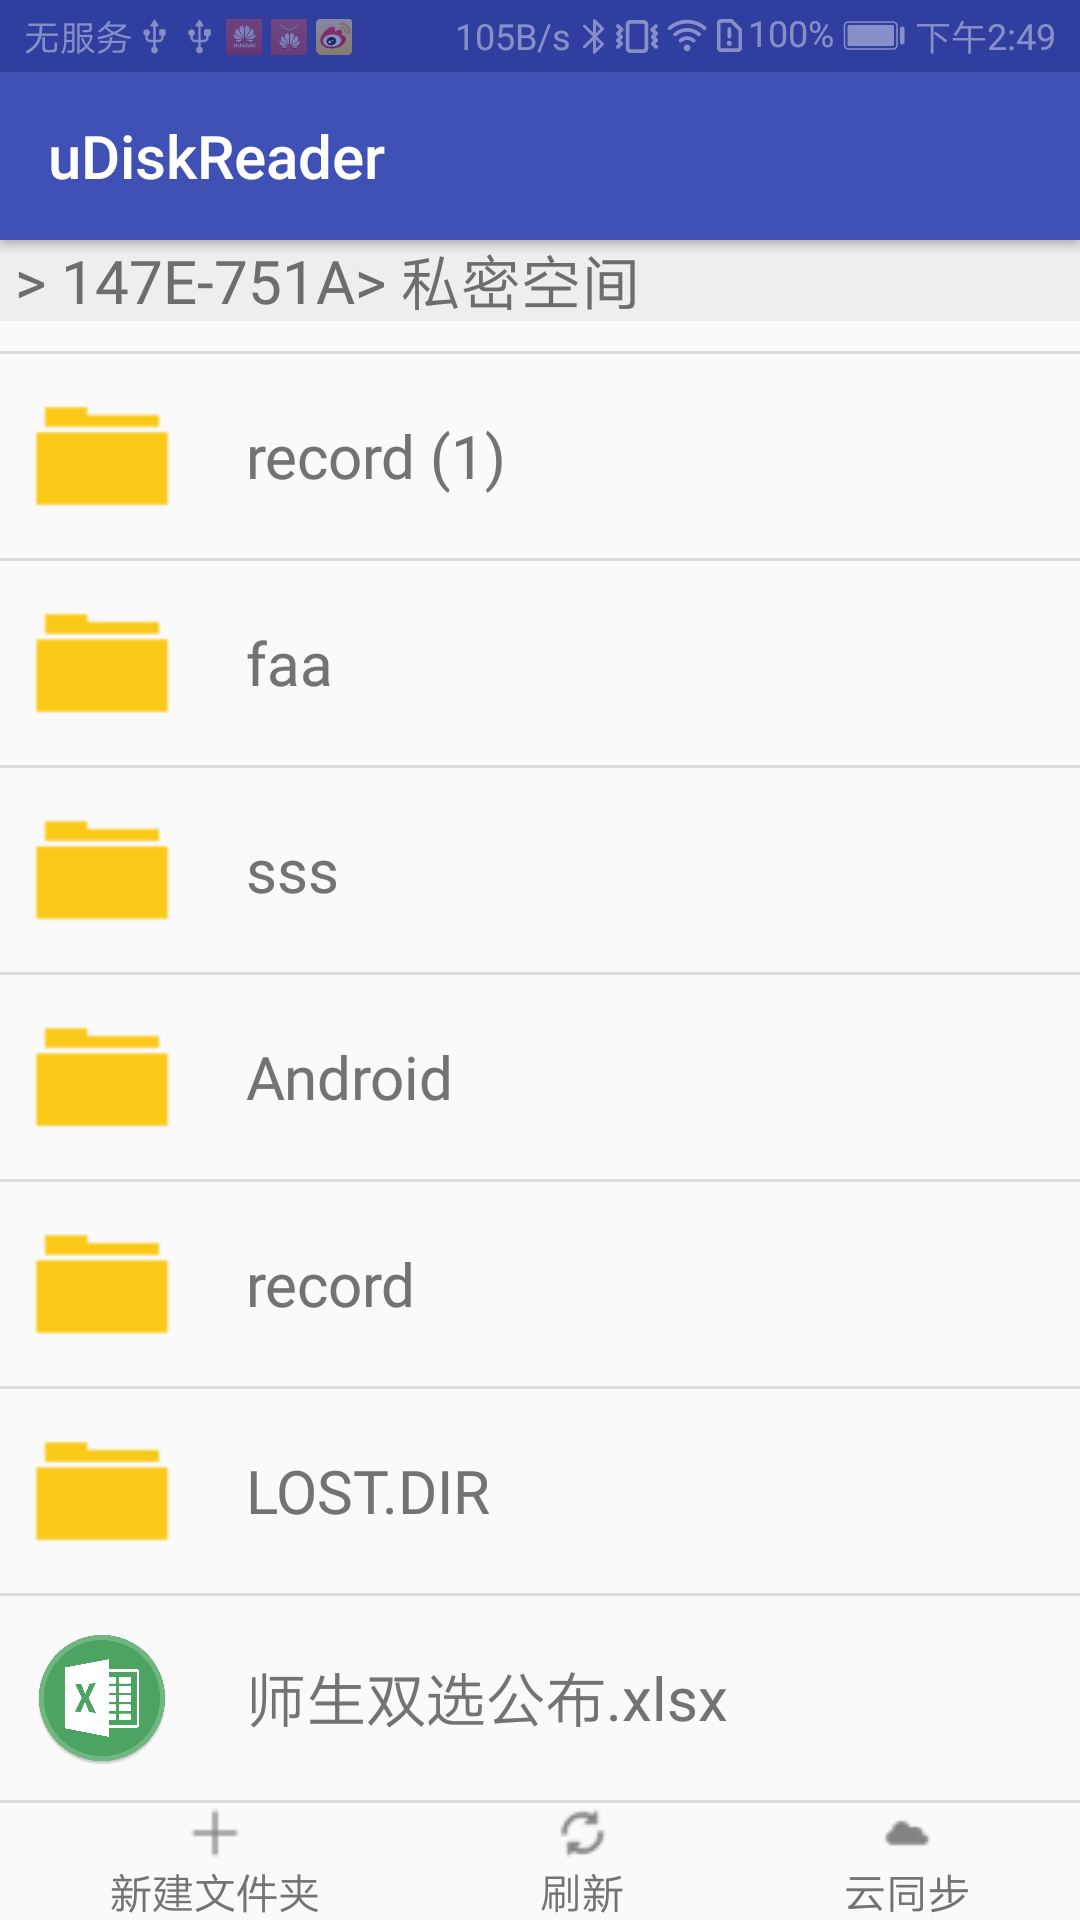 无服务 105B/s 100% 下午2:49
uDiskReader
> 147E-751A> 私密空间
record (1)
faa
sss
Android
record
LOST.DIR
师生双选公布.xlsx
新建文件夹 刷新 云同步